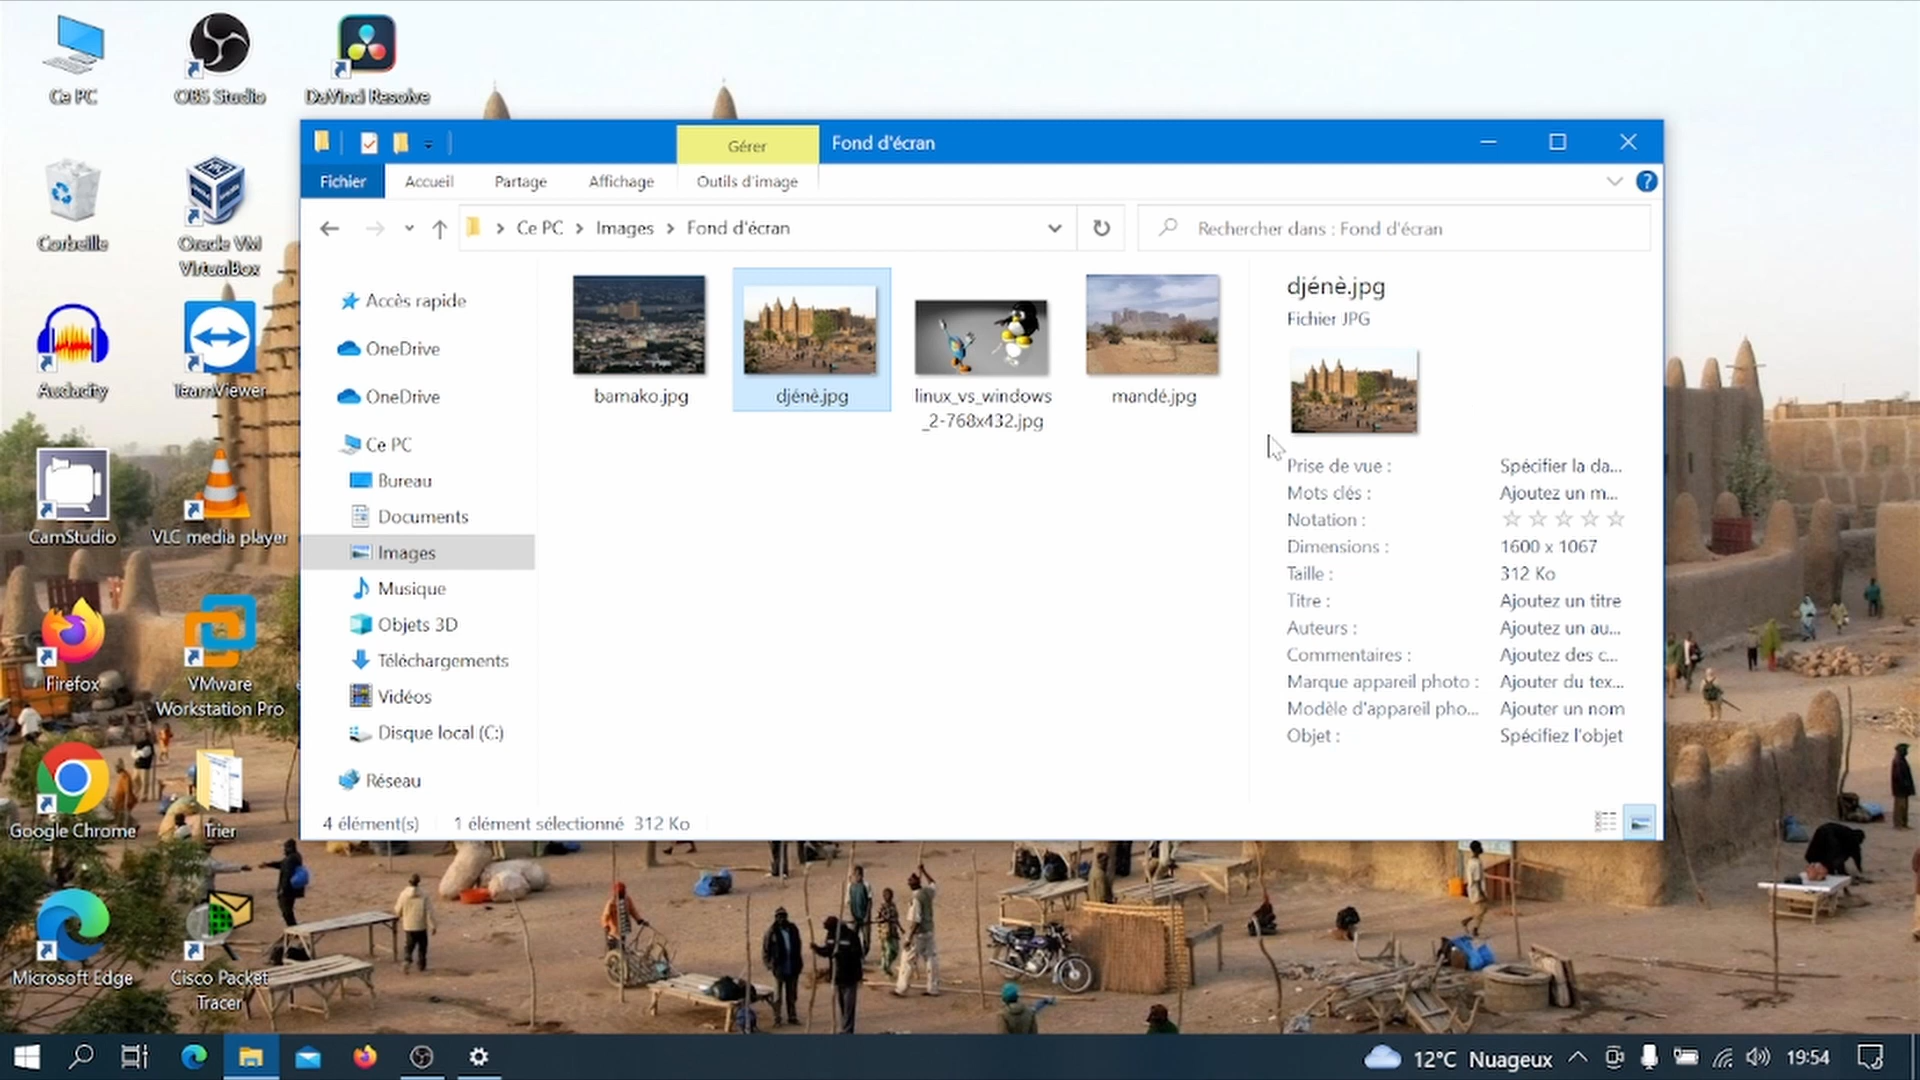 Ce PC
OBS Studio
DaVinci Resolve
Corbeille
Oracle VM
VirtualBox
Audacity
TeamViewer
CamStudio
VLC media player
Firefox
VMware
Workstation Pro
Google Chrome
Trier
Microsoft Edge
Cisco Packet
Tracer
Gérer
Fond d'écran
Fichier
Accueil
Partage
Affichage
Outils d'image
?
Ce PC
Images
Fond d'écran
Rechercher dans : Fond d'écran
Accès rapide
OneDrive
OneDrive
Ce PC
Bureau
Documents
Images
Musique
Objets 3D
Téléchargements
Vidéos
Disque local (C:)
Réseau
bamako.jpg
djénè.jpg
linux_vs_windows
_2-768x432.jpg
mandé.jpg
djénè.jpg
Fichier JPG
Prise de vue : Spécifier la da...
Mots clés : Ajoutez un m...
Notation :
Dimensions : 1600 x 1067
Taille : 312 Ko
Titre : Ajoutez un titre
Auteurs : Ajoutez un au...
Commentaires : Ajoutez des c...
Marque appareil photo : Ajouter du tex...
Modèle d'appareil pho... Ajouter un nom
Objet : Spécifiez l'objet
4 élément(s)
1 élément sélectionné 312 Ko
12°C Nuageux
19:54